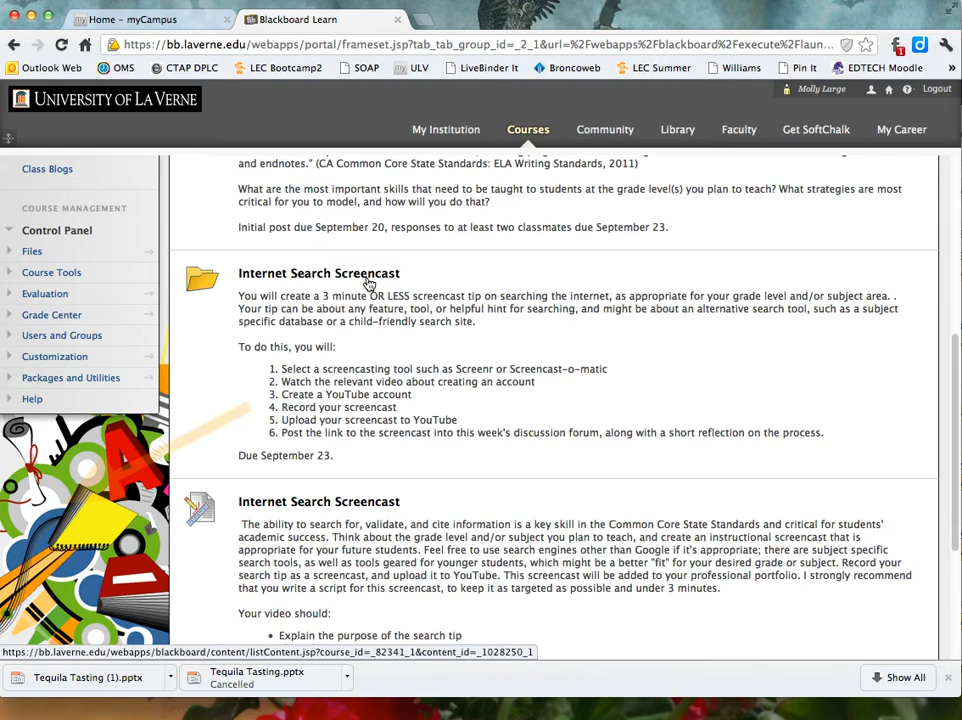 Home - myCampus
Blackboard Learn
https://bb.laverne.edu/webapps/portal/frameset.jsp?tab_tab_group_id=_2_1&url=%2Fwebapps%2Fblackboard%2Fexecute%2Flaun...
Outlook Web OMS CTAP DPLC LEC Bootcamp2 SOAP ULV LiveBinder It Broncoweb LEC Summer Williams Pin It EDTECH Moodle »
UNIVERSITY OF LA VERNE
Molly Large Logout
My Institution Courses Community Library Faculty Get SoftChalk My Career
Class Blogs
COURSE MANAGEMENT
Control Panel
Files
Course Tools
Evaluation
Grade Center
Users and Groups
Customization
Packages and Utilities
Help
and endnotes." (CA Common Core State Standards: ELA Writing Standards, 2011)
What are the most important skills that need to be taught to students at the grade level(s) you plan to teach? What strategies are most
critical for you to model, and how will you do that?
Initial post due September 20, responses to at least two classmates due September 23.
Internet Search Screencast
You will create a 3 minute OR LESS screencast tip on searching the internet, as appropriate for your grade level and/or subject area. .
Your tip can be about any feature, tool, or helpful hint for searching, and might be about an alternative search tool, such as a subject
specific database or a child-friendly search site.
To do this, you will:
1. Select a screencasting tool such as Screenr or Screencast-o-matic
2. Watch the relevant video about creating an account
3. Create a YouTube account
4. Record your screencast
5. Upload your screencast to YouTube
6. Post the link to the screencast into this week's discussion forum, along with a short reflection on the process.
Due September 23.
Internet Search Screencast
The ability to search for, validate, and cite information is a key skill in the Common Core State Standards and critical for students'
academic success. Think about the grade level and/or subject you plan to teach, and create an instructional screencast that is
appropriate for your future students. Feel free to use search engines other than Google if it's appropriate; there are subject specific
search tools, as well as tools geared for younger students, which might be a better "fit" for your desired grade or subject. Record your
search tip as a screencast, and upload it to YouTube. This screencast will be added to your professional portfolio. I strongly recommend
that you write a script for this screencast, to keep it as targeted as possible and under 3 minutes.
Your video should:
• Explain the purpose of the search tip
https://bb.laverne.edu/webapps/blackboard/content/listContent.jsp?course_id=_82341_1&content_id=_1028250_1
Tequila Tasting (1).pptx
Tequila Tasting.pptx
Cancelled
Show All